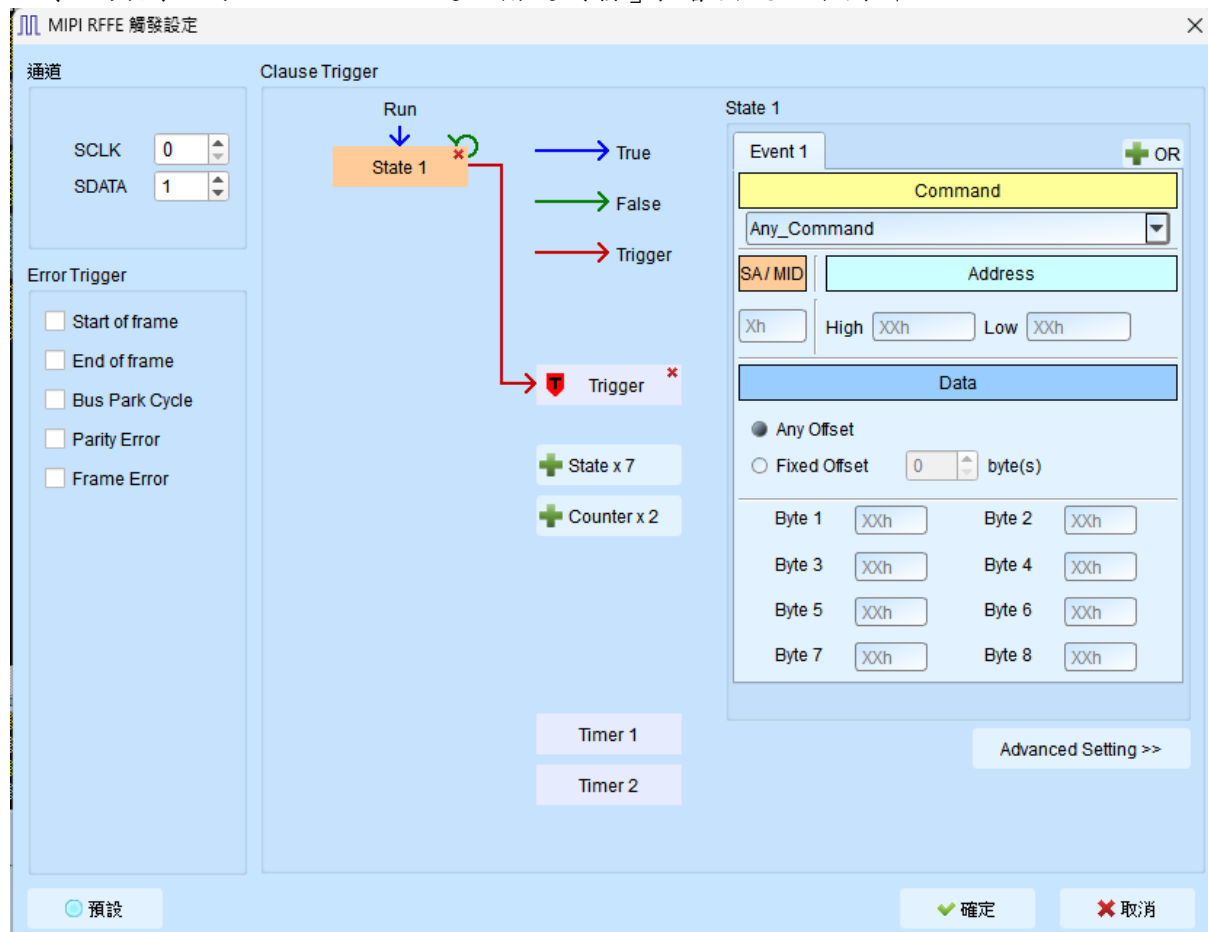 MIPI RFFE 觸發設定
通道
SCLK 0
SDATA 1
Error Trigger
Start of frame
End of frame
Bus Park Cycle
Parity Error
Frame Error
Clause Trigger
Run
State 1
True
False
Trigger
T Trigger
State x 7
Counter x 2
Timer 1
Timer 2
State 1
Event 1
OR
Command
Any_Command
SA / MID
Address
Xh
High XXh Low XXh
Data
Any Offset
Fixed Offset 0 byte(s)
Byte 1 XXh Byte 2 XXh
Byte 3 XXh Byte 4 XXh
Byte 5 XXh Byte 6 XXh
Byte 7 XXh Byte 8 XXh
Advanced Setting >>
預設
確定
取消